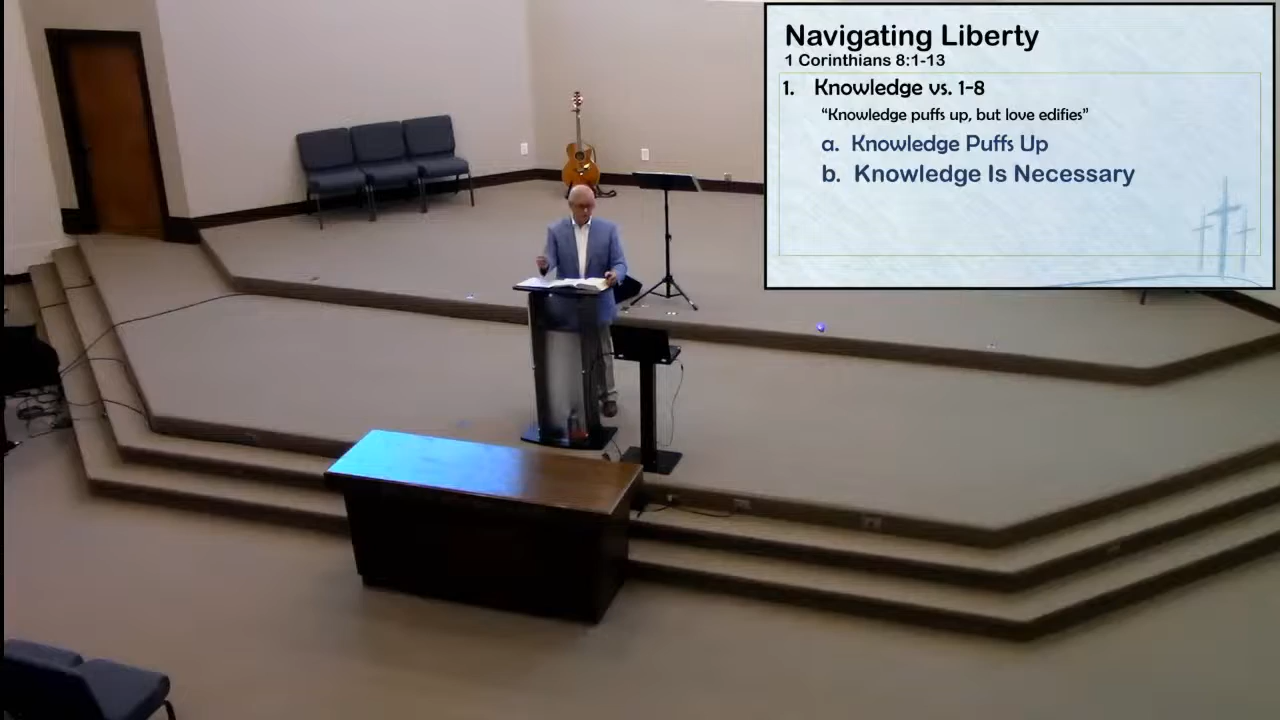 Navigating Liberty
1 Corinthians 8:1-13
1. Knowledge vs. 1-8
“Knowledge puffs up, but love edifies”
a. Knowledge Puffs Up
b. Knowledge Is Necessary